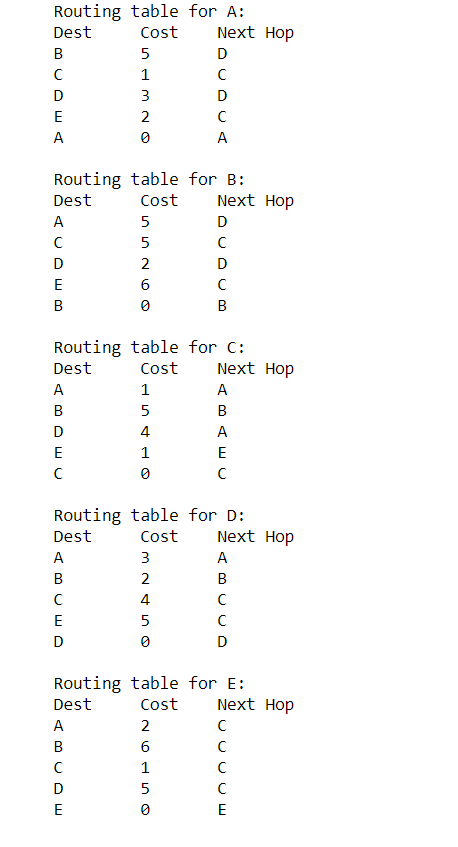 Routing table for A:
Dest Cost Next Hop
B 5 D
C 1 C
D 3 D
E 2 C
A 0 A
Routing table for B:
Dest Cost Next Hop
A 5 D
C 5 C
D 2 D
E 6 C
B 0 B
Routing table for C:
Dest Cost Next Hop
A 1 A
B 5 B
D 4 A
E 1 E
C 0 C
Routing table for D:
Dest Cost Next Hop
A 3 A
B 2 B
C 4 C
E 5 C
D 0 D
Routing table for E:
Dest Cost Next Hop
A 2 C
B 6 C
C 1 C
D 5 C
E 0 E